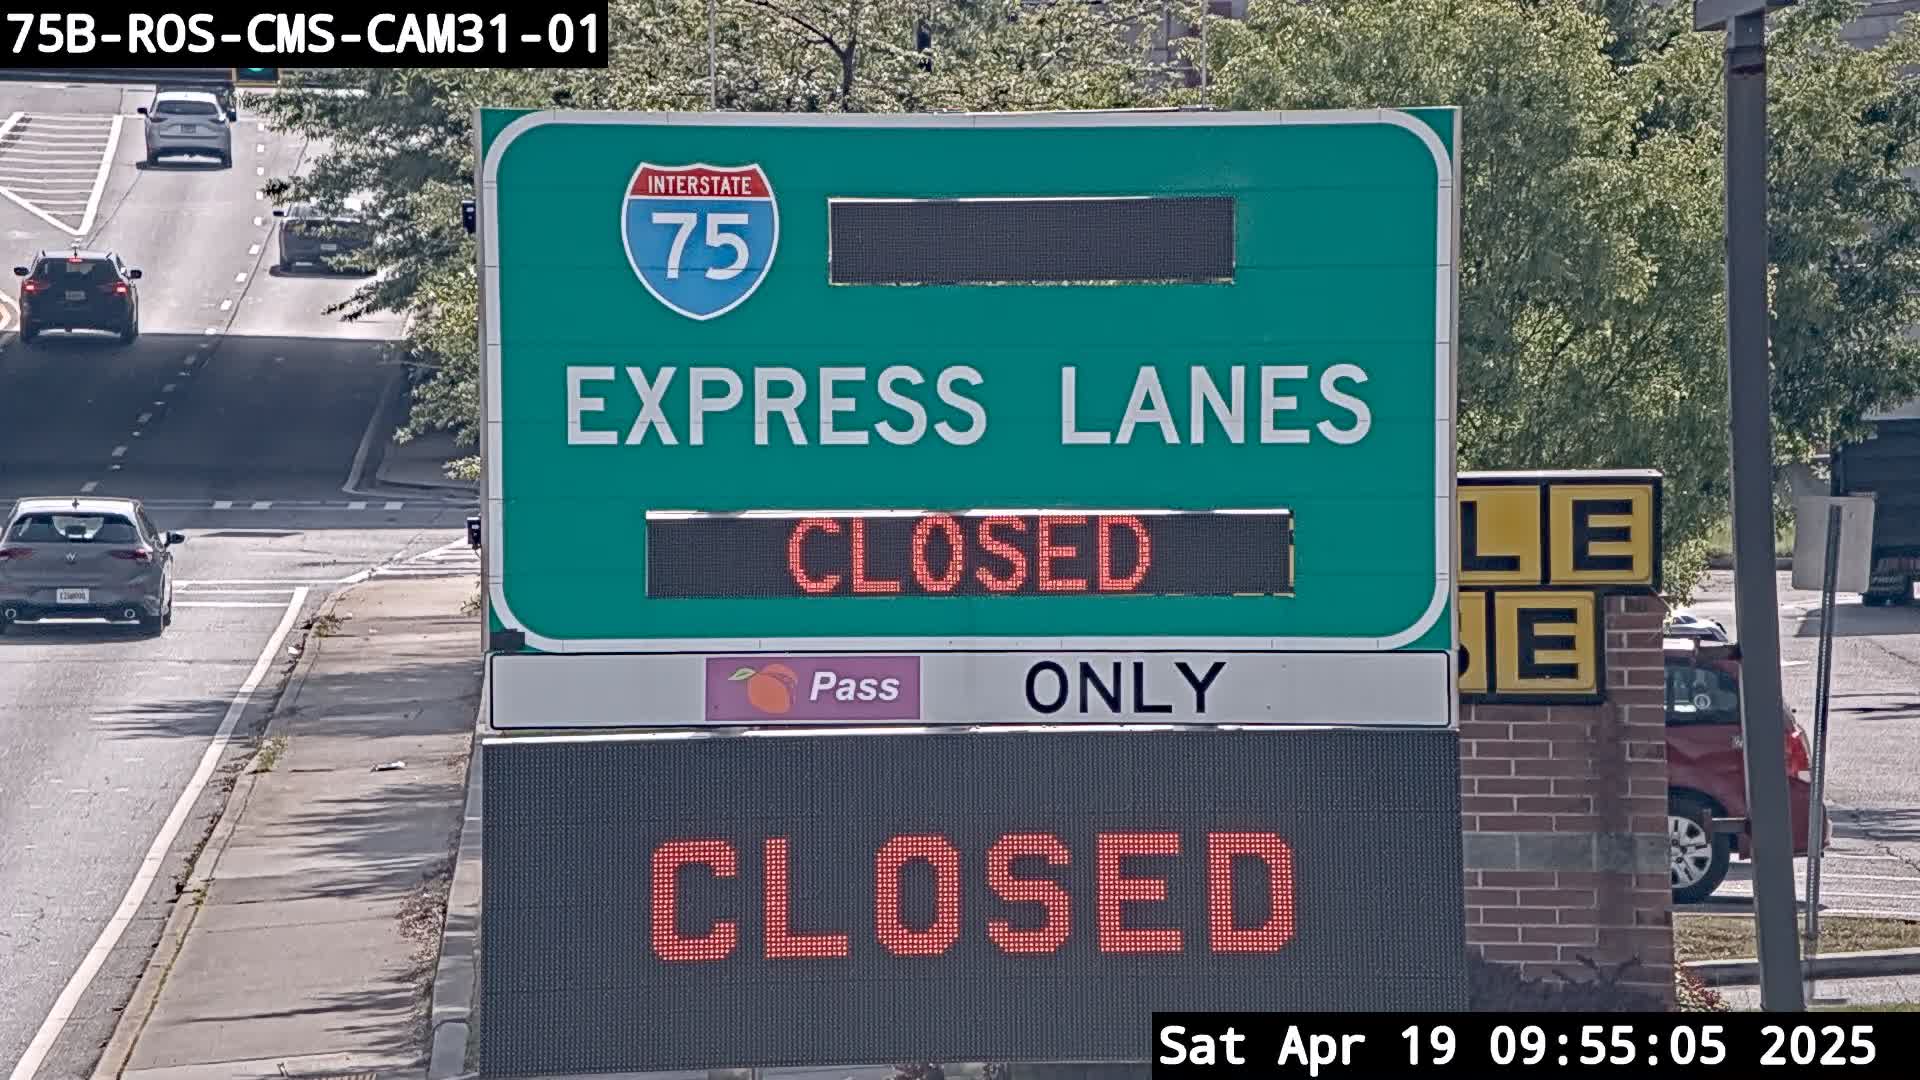 75B-ROS-CMS-CAM31-01
INTERSTATE
75
EXPRESS LANES
CLOSED
Pass ONLY
CLOSED
LE
E
Sat Apr 19 09:55:05 2025